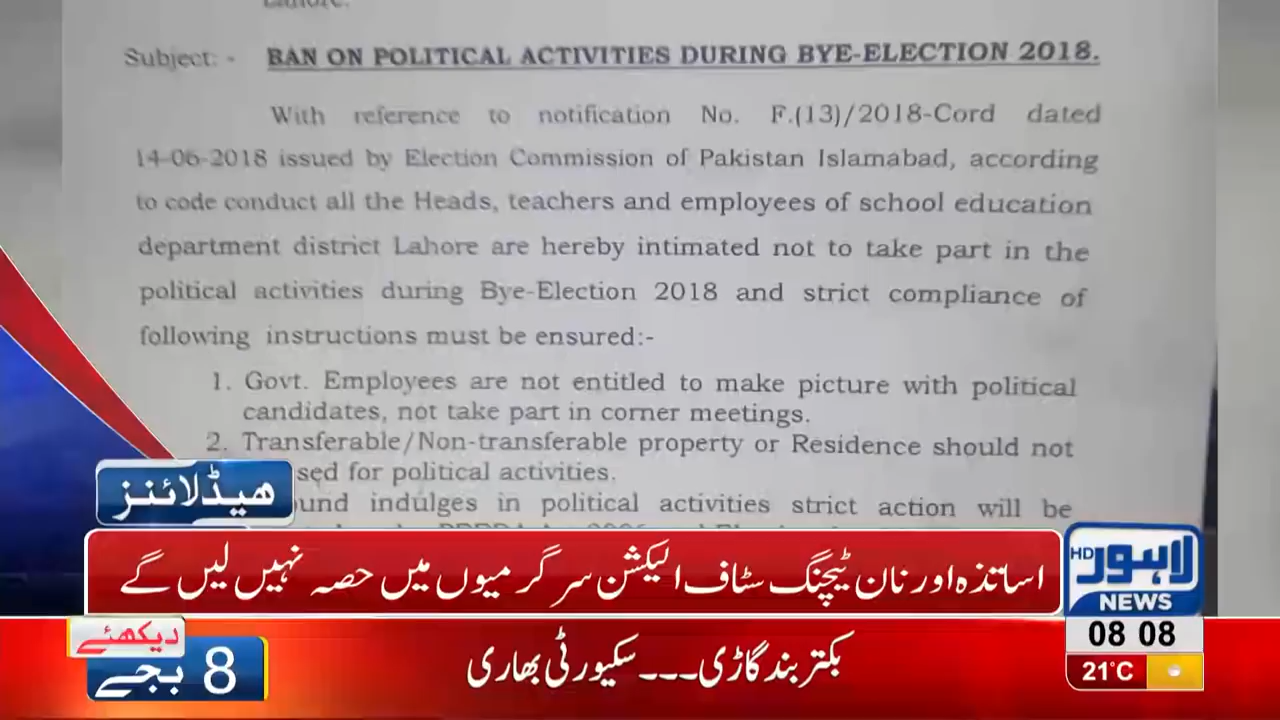 Lahore.
Subject: - BAN ON POLITICAL ACTIVITIES DURING BYE-ELECTION 2018.
With reference to notification No. F.(13)/2018-Cord dated
14-06-2018 issued by Election Commission of Pakistan Islamabad, according
to code conduct all the Heads, teachers and employees of school education
department district Lahore are hereby intimated not to take part in the
political activities during Bye-Election 2018 and strict compliance of
following instructions must be ensured:-
1. Govt. Employees are not entitled to make picture with political
candidates, not take part in corner meetings.
2. Transferable/Non-transferable property or Residence should not
sed for political activities.
und indulges in political activities strict action will be
ھیڈلائنز
اساتذہ اور نان ٹیچنگ سٹاف الیکشن سرگرمیوں میں حصہ نہیں لیں گے
HD لاہور
NEWS
08 08
21°C
دیکھئے
8 بجے
بکتر بند گاڑی ۔۔۔ سکیورٹی بھاری